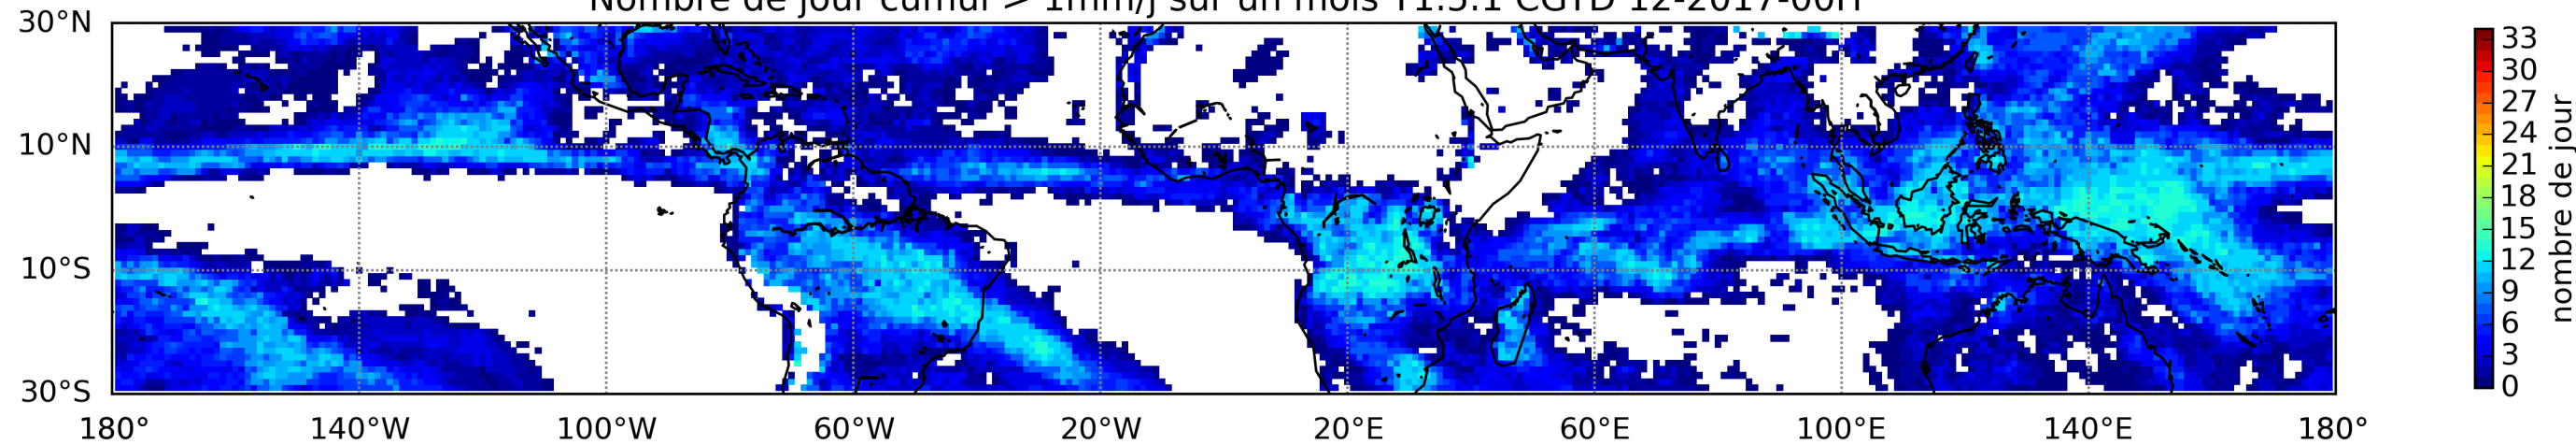 Nombre de jour cumul > 1mm/j sur un mois T1.5.1 CGTD 12-2017-00H
30°N
10°N
10°S
30°S
180° 140°W 100°W 60°W 20°W 20°E 60°E 100°E 140°E 180°
33
30
27
24
21
18
15
12
9
6
3
0
nombre de jour